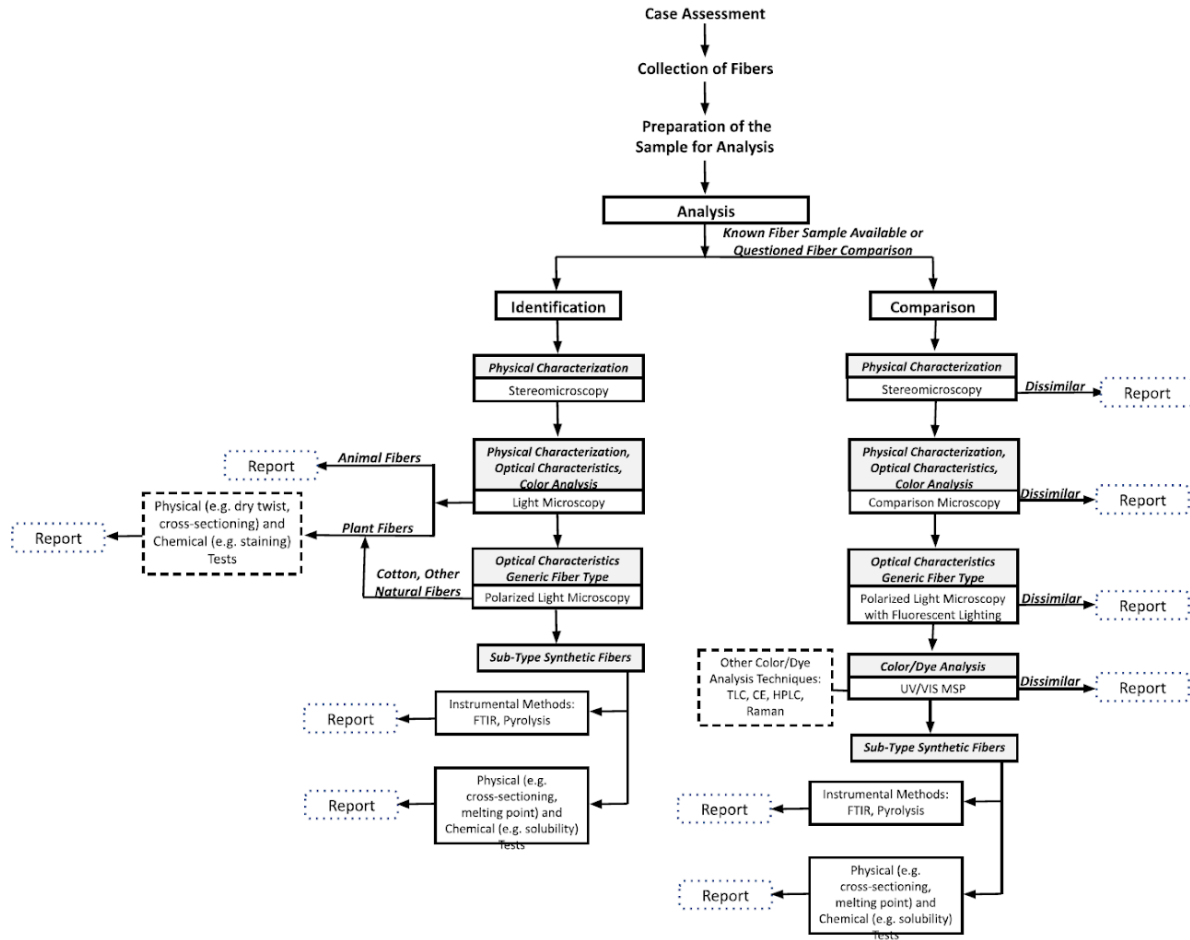 Case Assessment
Collection of Fibers
Preparation of the
Sample for Analysis
Analysis
Known Fiber Sample Available or
Questioned Fiber Comparison
Identification
Physical Characterization
Stereomicroscopy
Physical Characterization,
Optical Characteristics,
Color Analysis
Light Microscopy
Animal Fibers
Report
Plant Fibers
Physical (e.g. dry twist,
cross-sectioning) and
Chemical (e.g. staining)
Tests
Report
Optical Characteristics
Generic Fiber Type
Polarized Light Microscopy
Cotton, Other
Natural Fibers
Sub-Type Synthetic Fibers
Instrumental Methods:
FTIR, Pyrolysis
Report
Physical (e.g.
cross-sectioning,
melting point) and
Chemical (e.g. solubility)
Tests
Report
Comparison
Physical Characterization
Stereomicroscopy
Dissimilar
Report
Physical Characterization,
Optical Characteristics,
Color Analysis
Comparison Microscopy
Dissimilar
Report
Optical Characteristics
Generic Fiber Type
Polarized Light Microscopy
with Fluorescent Lighting
Dissimilar
Report
Color/Dye Analysis
UV/VIS MSP
Dissimilar
Report
Other Color/Dye
Analysis Techniques:
TLC, CE, HPLC,
Raman
Sub-Type Synthetic Fibers
Instrumental Methods:
FTIR, Pyrolysis
Report
Physical (e.g.
cross-sectioning,
melting point) and
Chemical (e.g. solubility)
Tests
Report